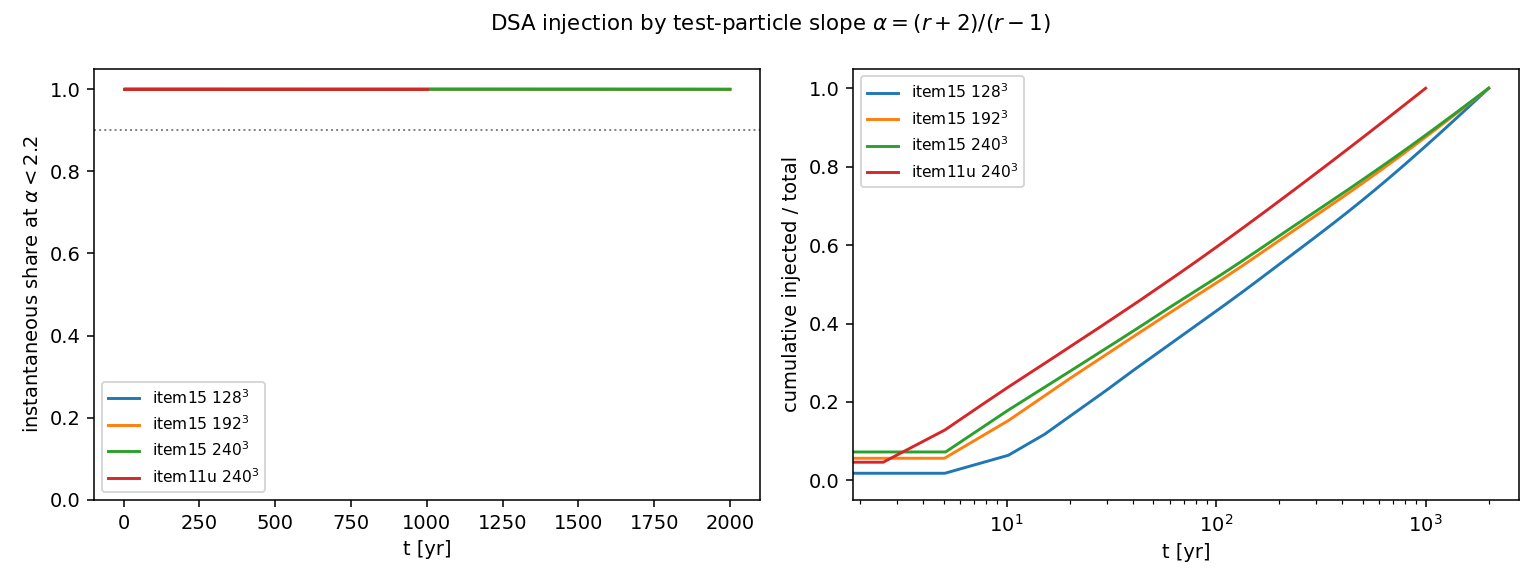 DSA injection by test-particle slope α = (r + 2)/(r − 1)
instantaneous share at α < 2.2
1.0
0.8
0.6
0.4
0.2
0.0
item15 128³
item15 192³
item15 240³
item11u 240³
0 250 500 750 1000 1250 1500 1750 2000
t [yr]
cumulative injected / total
1.0
0.8
0.6
0.4
0.2
0.0
item15 128³
item15 192³
item15 240³
item11u 240³
10¹ 10² 10³
t [yr]